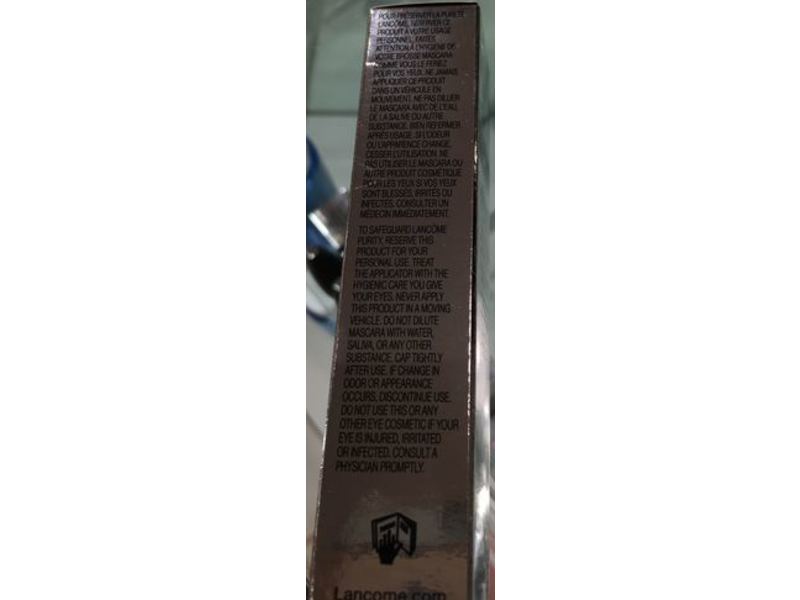 POUR PRÉSERVER LA PURETÉ
LANCÔME, RÉSERVER CE
PRODUIT À VOTRE USAGE
PERSONNEL. FAITES
ATTENTION À L'HYGIÈNE DE
VOTRE BROSSE MASCARA
COMME VOUS LE FERIEZ
POUR VOS YEUX. NE JAMAIS
APPLIQUER CE PRODUIT
DANS UN VÉHICULE EN
MOUVEMENT. NE PAS DILUER
LE MASCARA AVEC DE L'EAU,
DE LA SALIVE OU AUTRE
SUBSTANCE. BIEN REFERMER
APRÈS USAGE. SI L'ODEUR
OU L'APPARENCE CHANGE,
CESSER L'UTILISATION. NE
PAS UTILISER LE MASCARA OU
AUTRE PRODUIT COSMÉTIQUE
POUR LES YEUX SI VOS YEUX
SONT BLESSÉS, IRRITÉS OU
INFECTÉS. CONSULTER UN
MÉDECIN IMMÉDIATEMENT.
TO SAFEGUARD LANCÔME
PURITY, RESERVE THIS
PRODUCT FOR YOUR
PERSONAL USE. TREAT
THE APPLICATOR WITH THE
HYGIENIC CARE YOU GIVE
YOUR EYES. NEVER APPLY
THIS PRODUCT IN A MOVING
VEHICLE. DO NOT DILUTE
MASCARA WITH WATER,
SALIVA, OR ANY OTHER
SUBSTANCE. CAP TIGHTLY
AFTER USE. IF CHANGE IN
ODOR OR APPEARANCE
OCCURS, DISCONTINUE USE.
DO NOT USE THIS OR ANY
OTHER EYE COSMETIC IF YOUR
EYE IS INJURED, IRRITATED
OR INFECTED. CONSULT A
PHYSICIAN PROMPTLY.
Lancome.com